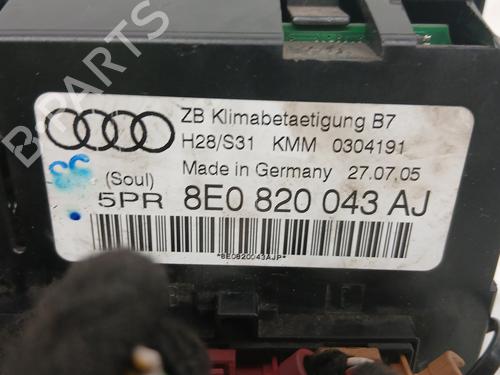 ZB Klimabetaetigung B7
H28/S31 KMM 0304191
Made in Germany 27.07.05
(Soul)
5PR 8E0 820 043 AJ
*8E0820043AJP*
B-PARTS